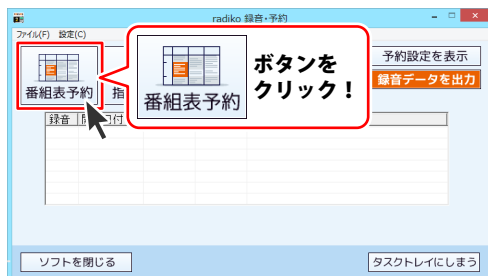 radiko 録音・予約
ファイル(F) 設定(C)
番組表予約
指
番組表予約
ボタンを
クリック！
予約設定を表示
録音データを出力
録音
付
ソフトを閉じる
タスクトレイにしまう